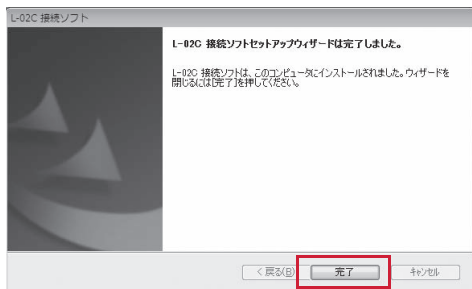 L-02C 接続ソフト
L-02C 接続ソフトセットアップウィザードは完了しました。
L-02C 接続ソフトは、このコンピュータにインストールされました。ウィザードを
閉じるには[完了]を押してください。
< 戻る(B)
完了
キャンセル